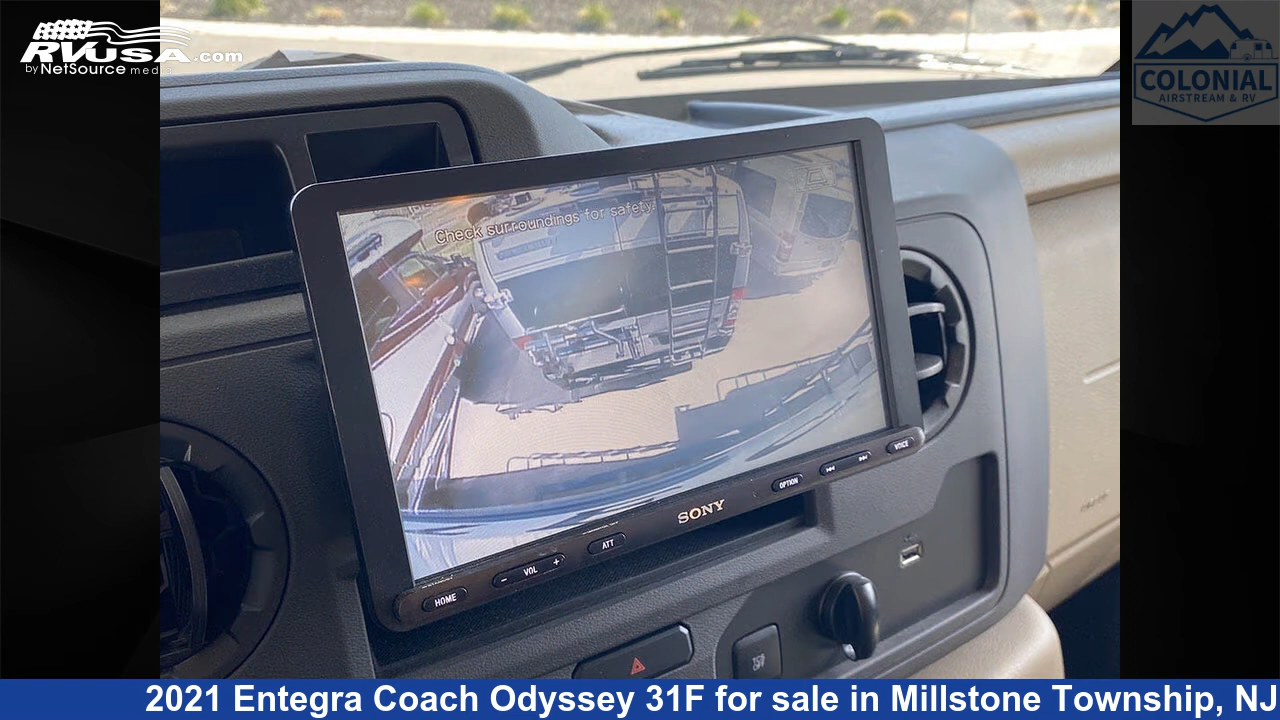 RVUSA.com
by NetSource media
COLONIAL
AIRSTREAM & RV
Check surroundings for safety.
HOME
− VOL +
ATT
SONY
OPTION
VOICE
2021 Entegra Coach Odyssey 31F for sale in Millstone Township, NJ